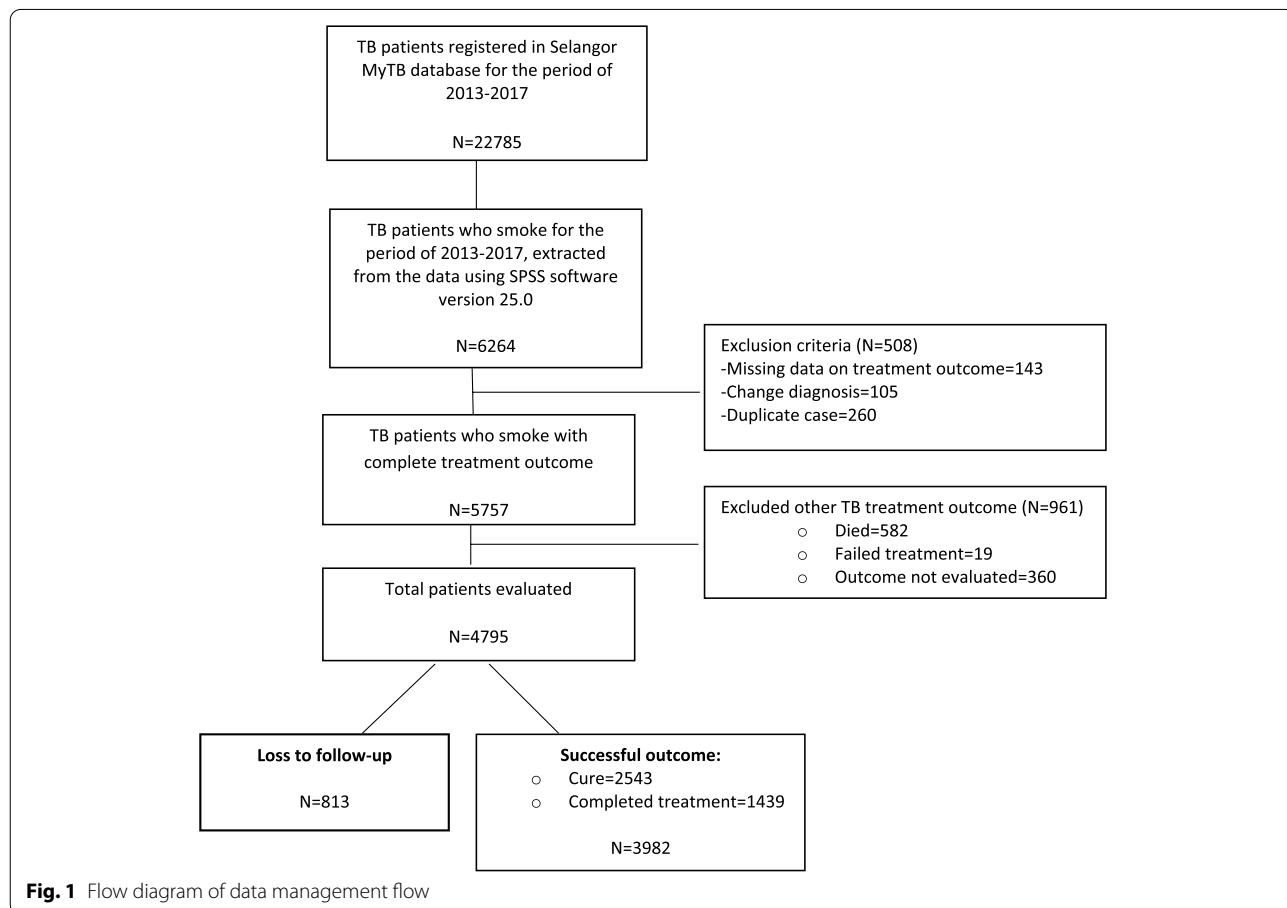 TB patients registered in Selangor
MyTB database for the period of
2013-2017
N=22785
TB patients who smoke for the
period of 2013-2017, extracted
from the data using SPSS software
version 25.0
N=6264
Exclusion criteria (N=508)
-Missing data on treatment outcome=143
-Change diagnosis=105
-Duplicate case=260
TB patients who smoke with
complete treatment outcome
N=5757
Excluded other TB treatment outcome (N=961)
○ Died=582
○ Failed treatment=19
○ Outcome not evaluated=360
Total patients evaluated
N=4795
Loss to follow-up
N=813
Successful outcome:
○ Cure=2543
○ Completed treatment=1439
N=3982
Fig. 1 Flow diagram of data management flow